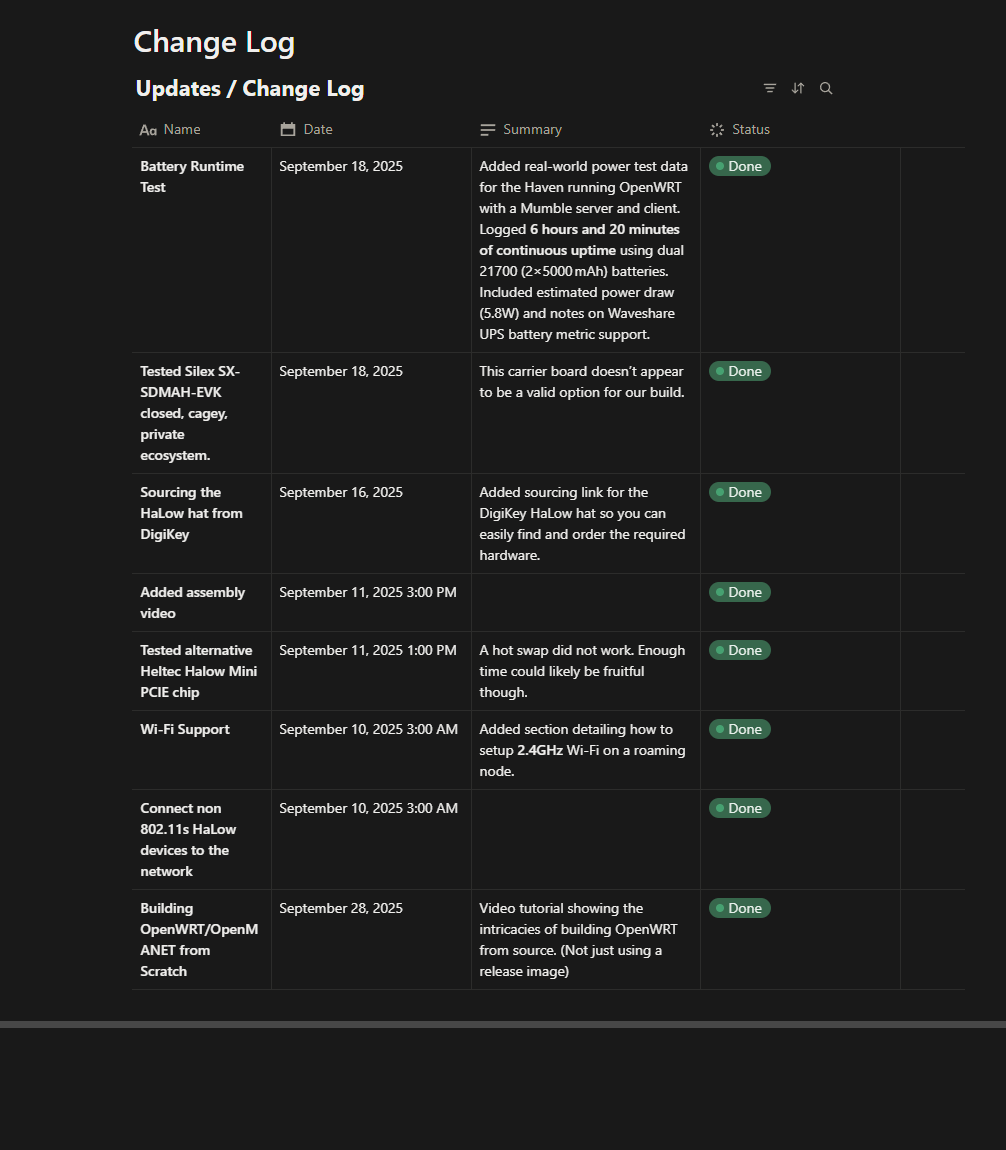 Change Log
Updates / Change Log
Aa Name
Date
Summary
Status
Battery Runtime
Test
September 18, 2025
Added real-world power test data
for the Haven running OpenWRT
with a Mumble server and client.
Logged 6 hours and 20 minutes
of continuous uptime using dual
21700 (2×5000 mAh) batteries.
Included estimated power draw
(5.8W) and notes on Waveshare
UPS battery metric support.
Done
Tested Silex SX-
SDMAH-EVK
closed, cagey,
private
ecosystem.
September 18, 2025
This carrier board doesn’t appear
to be a valid option for our build.
Done
Sourcing the
HaLow hat from
DigiKey
September 16, 2025
Added sourcing link for the
DigiKey HaLow hat so you can
easily find and order the required
hardware.
Done
Added assembly
video
September 11, 2025 3:00 PM
Done
Tested alternative
Heltec Halow Mini
PCIE chip
September 11, 2025 1:00 PM
A hot swap did not work. Enough
time could likely be fruitful
though.
Done
Wi-Fi Support
September 10, 2025 3:00 AM
Added section detailing how to
setup 2.4GHz Wi-Fi on a roaming
node.
Done
Connect non
802.11s HaLow
devices to the
network
September 10, 2025 3:00 AM
Done
Building
OpenWRT/OpenM
ANET from
Scratch
September 28, 2025
Video tutorial showing the
intricacies of building OpenWRT
from source. (Not just using a
release image)
Done